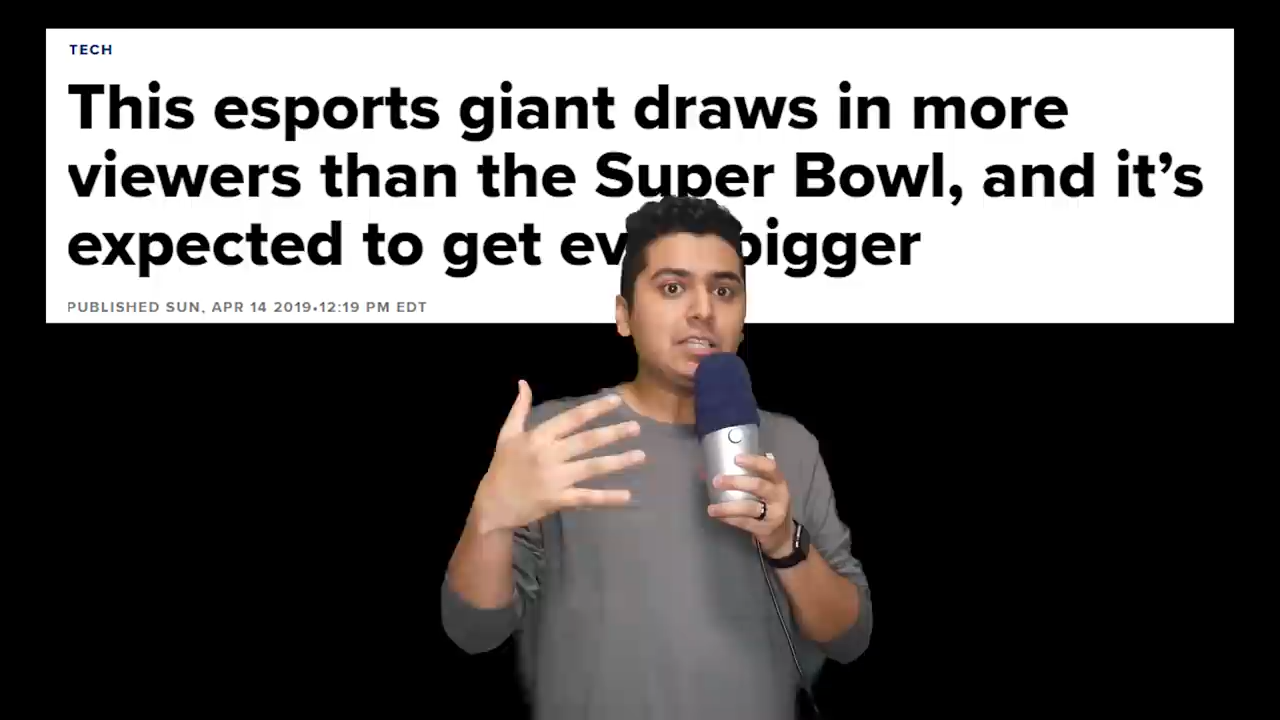 TECH
This esports giant draws in more
viewers than the Super Bowl, and it’s
expected to get bigger
PUBLISHED SUN, APR 14 2019•12:19 PM EDT